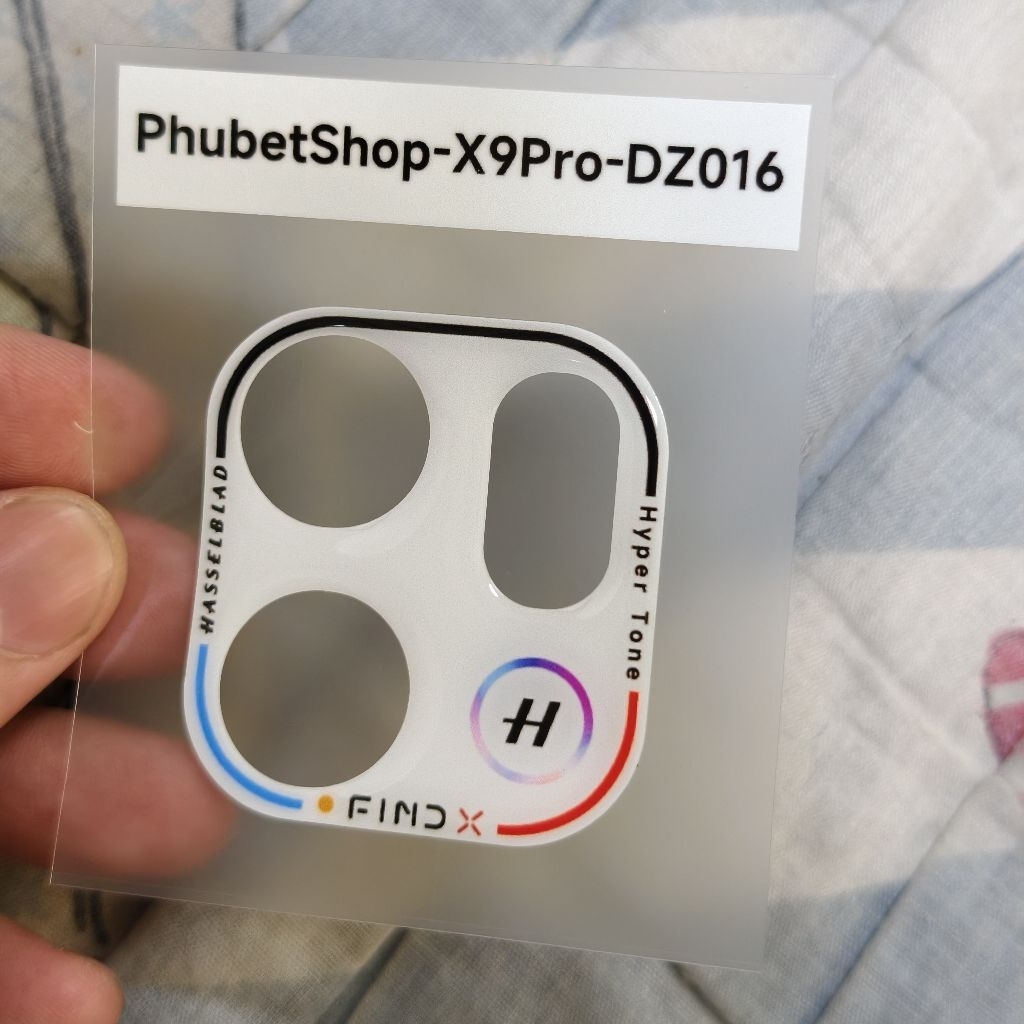 PhubetShop-X9Pro-DZ016
HASSELBLAD
Hyper Tone
H
FIND X